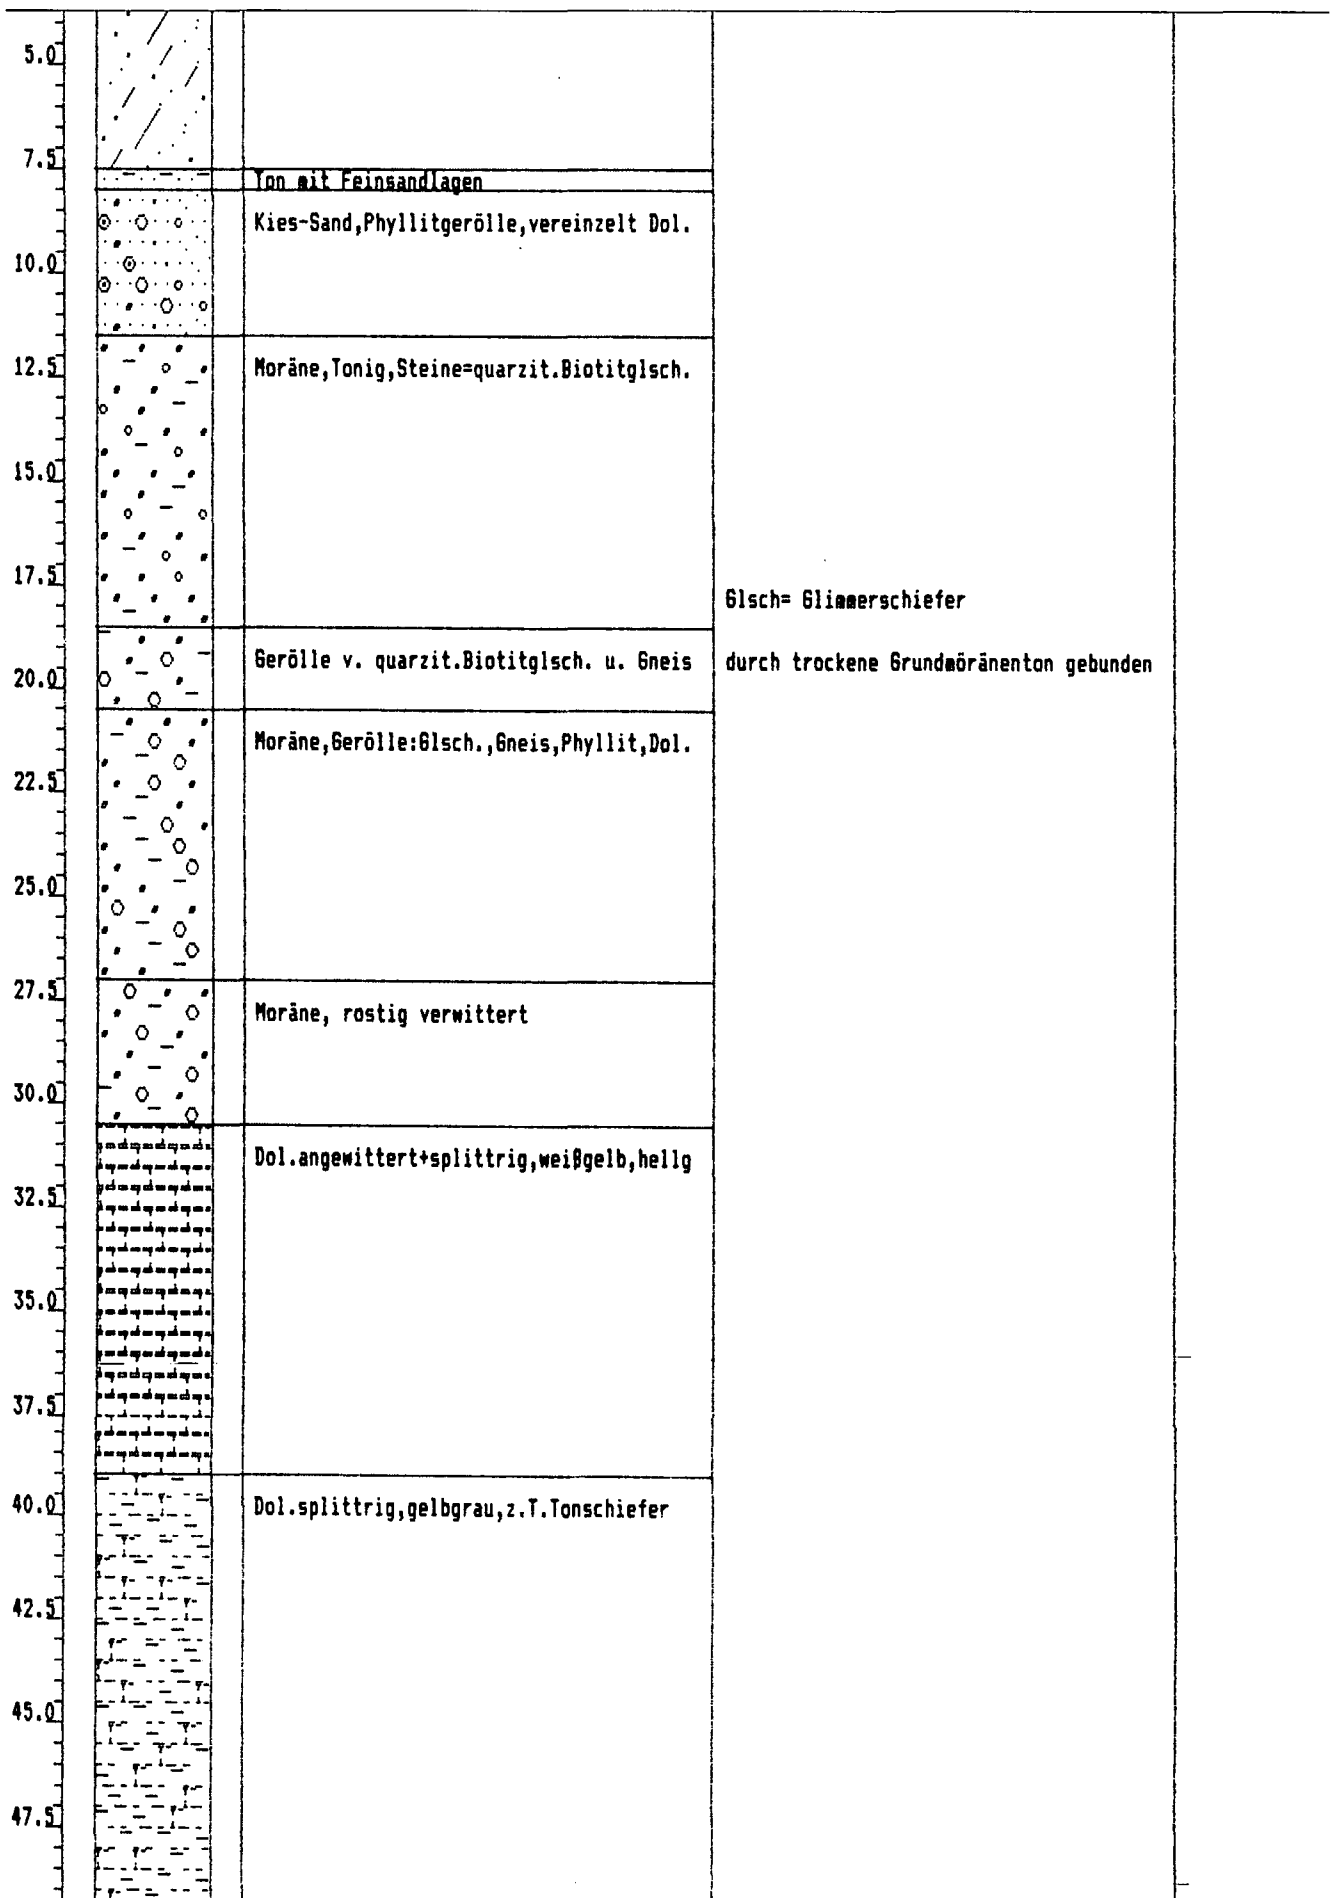 5.0
7.5
Ton mit Feinsandlagen
Kies-Sand,Phyllitgerölle,vereinzelt Dol.
10.0
12.5
Moräne,Tonig,Steine=quarzit.Biotitglsch.
15.0
17.5
Glsch= Glimmerschiefer
Gerölle v. quarzit.Biotitglsch. u. Gneis
durch trockene Grundmöränenton gebunden
20.0
Moräne,Gerölle:Glsch.,Gneis,Phyllit,Dol.
22.5
25.0
27.5
Moräne, rostig verwittert
30.0
Dol.angewittert+splittrig,weißgelb,hellg
32.5
35.0
37.5
40.0
Dol.splittrig,gelbgrau,z.T.Tonschiefer
42.5
45.0
47.5